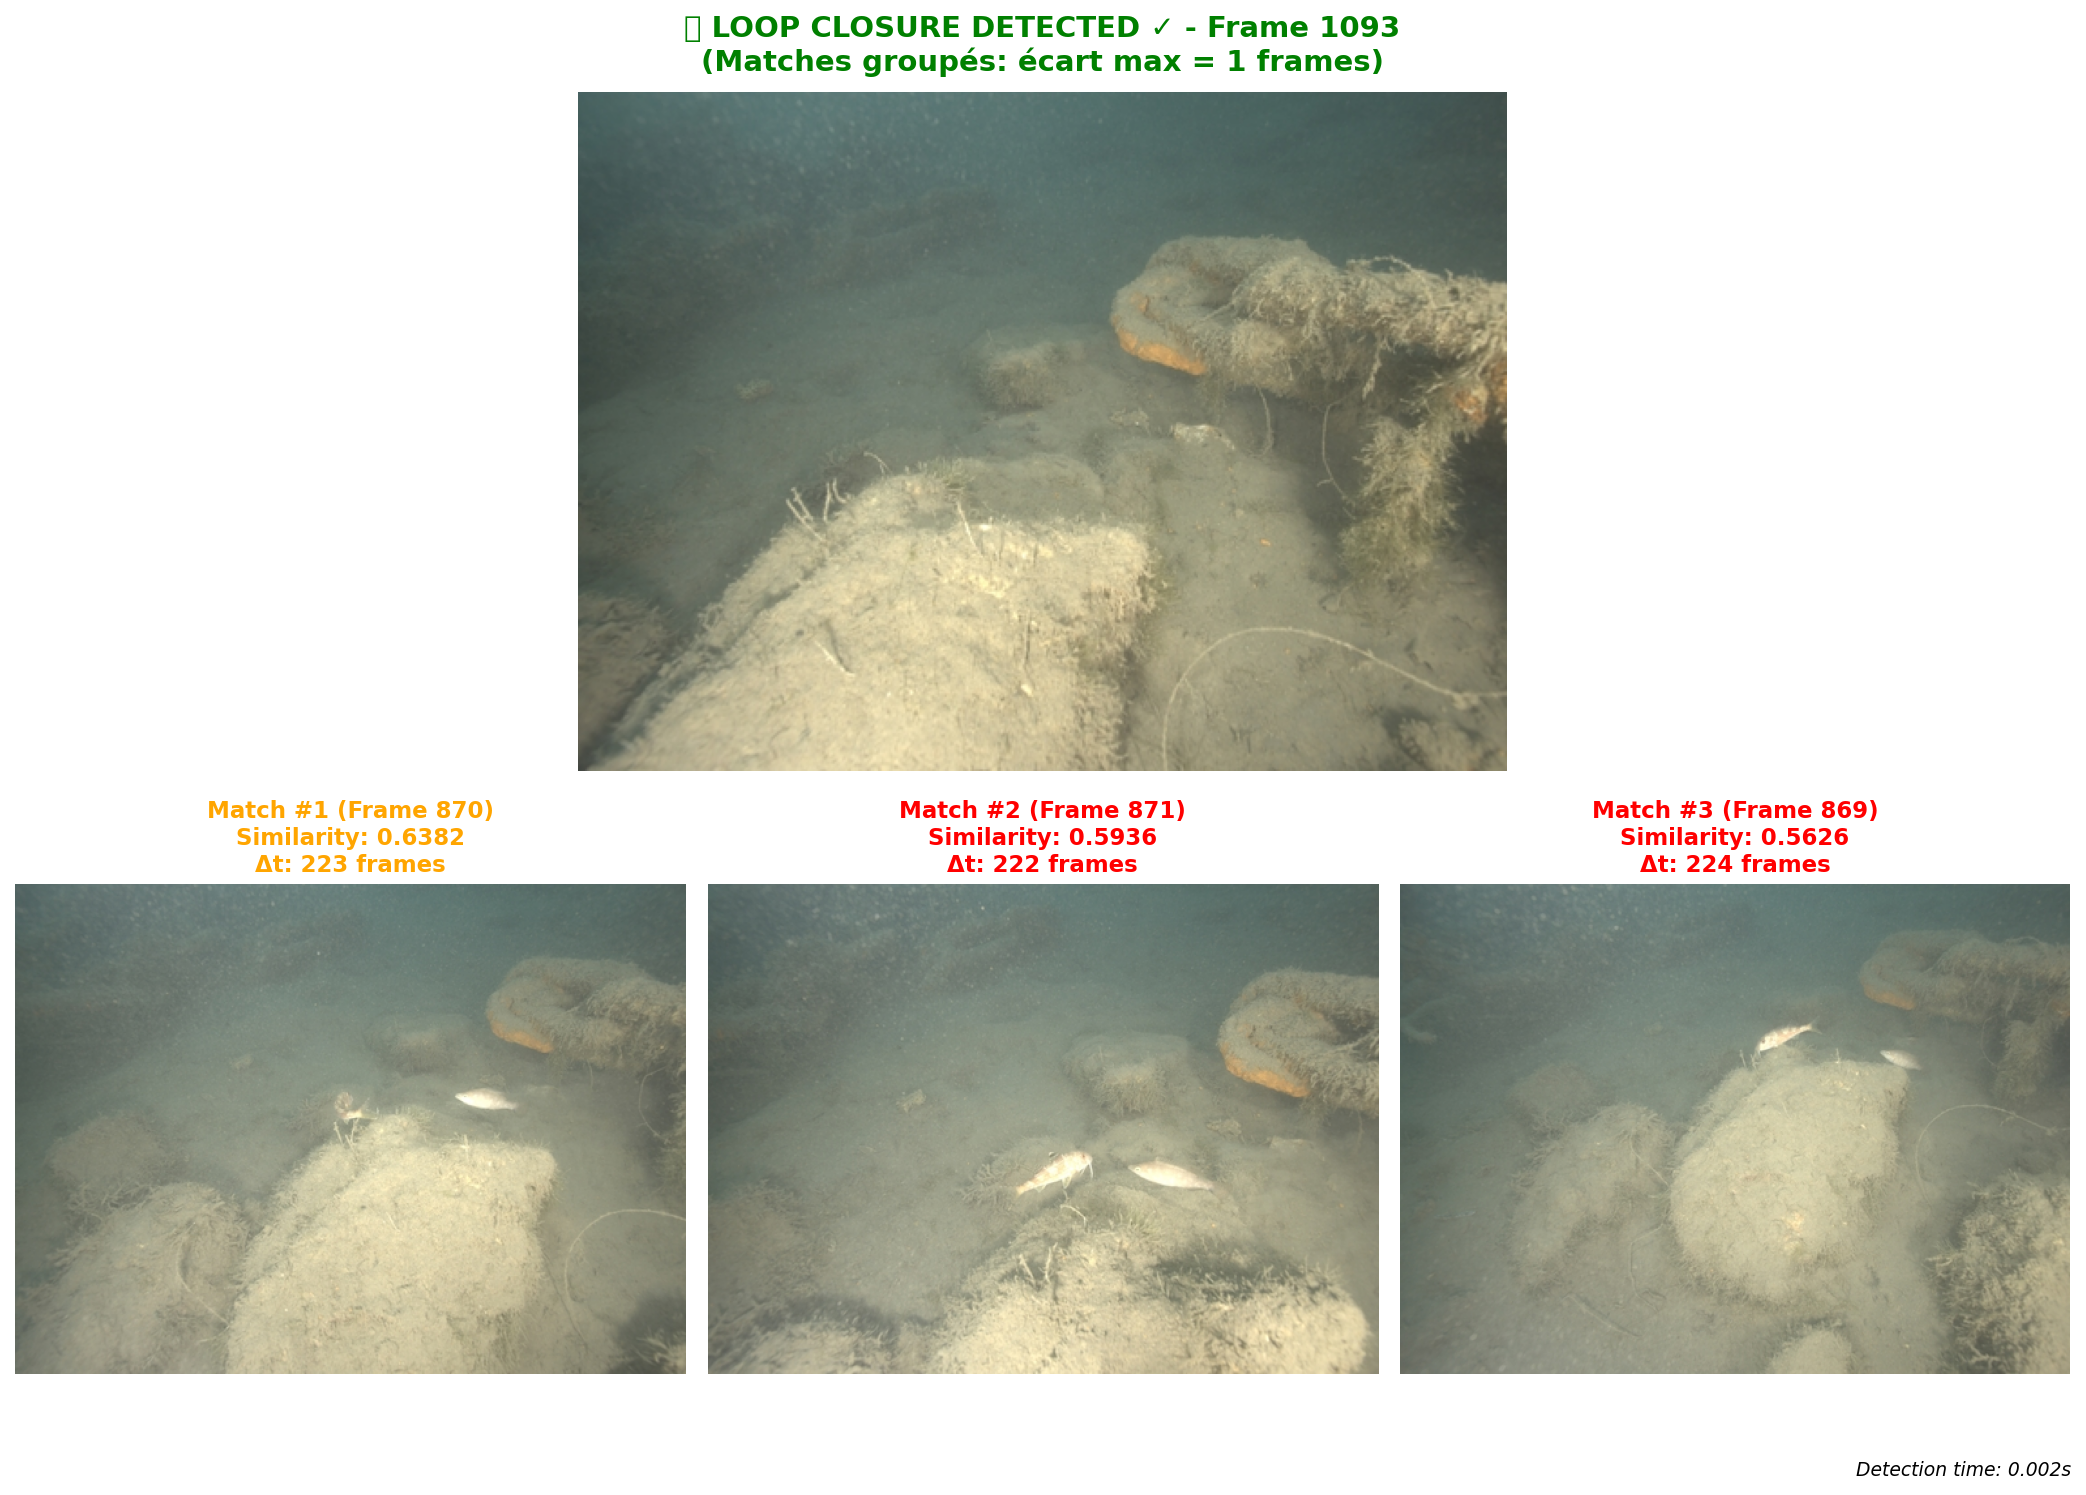 LOOP CLOSURE DETECTED ✓ - Frame 1093
(Matches groupés: écart max = 1 frames)
Match #1 (Frame 870)
Similarity: 0.6382
Δt: 223 frames
Match #2 (Frame 871)
Similarity: 0.5936
Δt: 222 frames
Match #3 (Frame 869)
Similarity: 0.5626
Δt: 224 frames
Detection time: 0.002s